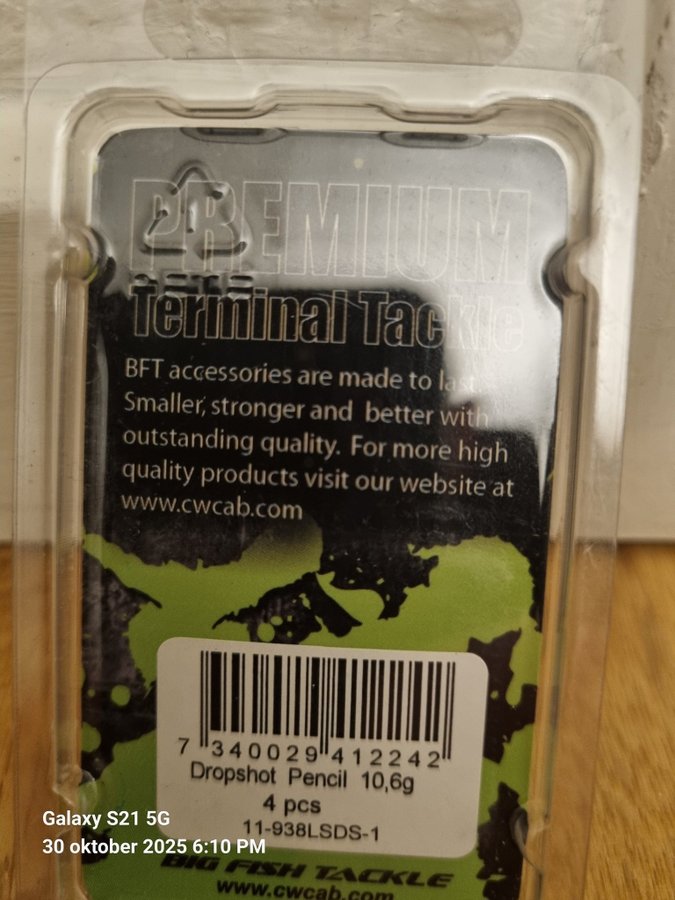 PREMIUM
Terminal Tackle
BFT accessories are made to last.
Smaller, stronger and better with
outstanding quality. For more high
quality products visit our website at
www.cwcab.com
7 340029 412242
Dropshot Pencil 10,6g
4 pcs
11-938LSDS-1
Galaxy S21 5G
30 oktober 2025 6:10 PM
BIG FISH TACKLE
www.cwcab.com